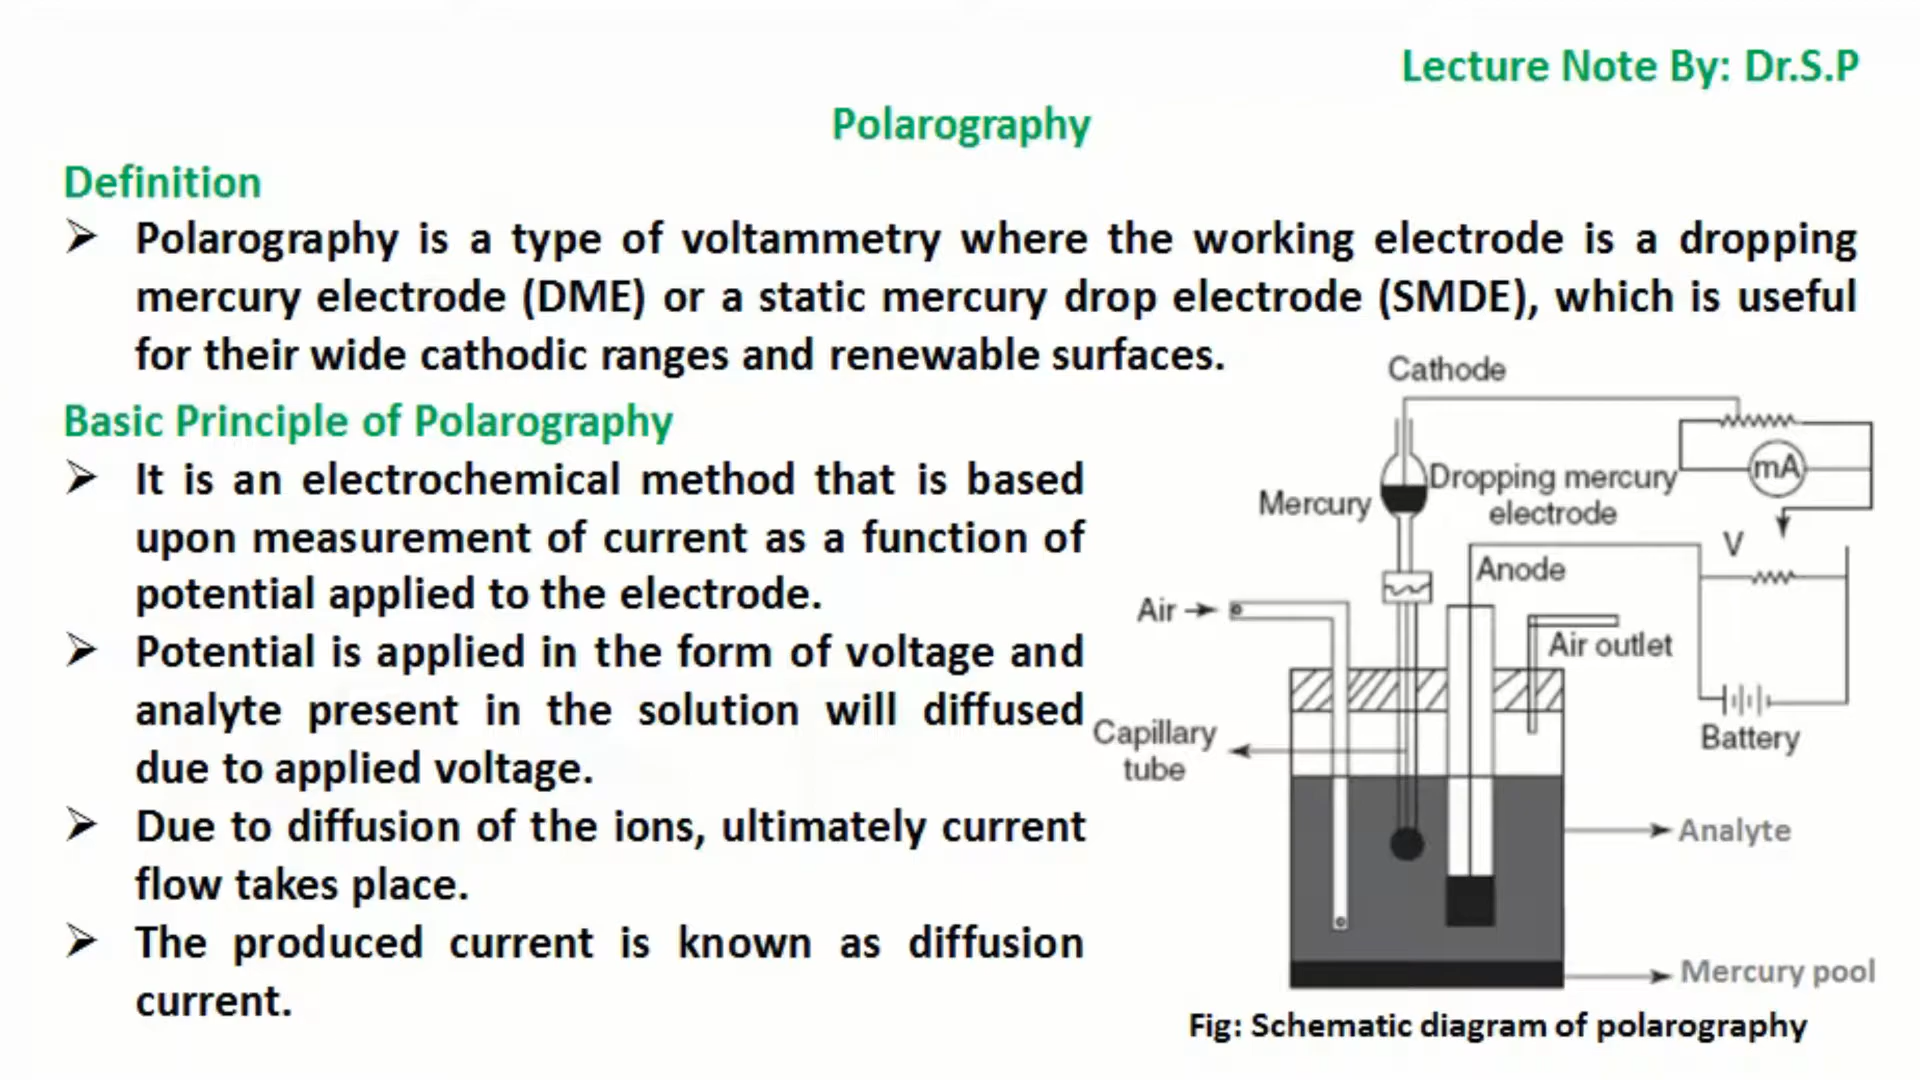 Lecture Note By: Dr.S.P
Polarography
Definition
➢ Polarography is a type of voltammetry where the working electrode is a dropping
mercury electrode (DME) or a static mercury drop electrode (SMDE), which is useful
for their wide cathodic ranges and renewable surfaces.
Basic Principle of Polarography
➢ It is an electrochemical method that is based
upon measurement of current as a function of
potential applied to the electrode.
➢ Potential is applied in the form of voltage and
analyte present in the solution will diffused
due to applied voltage.
➢ Due to diffusion of the ions, ultimately current
flow takes place.
➢ The produced current is known as diffusion
current.
Cathode
mA
Dropping mercury
electrode
Mercury
V
Anode
Air
Air outlet
Capillary
tube
Battery
Analyte
Mercury pool
Fig: Schematic diagram of polarography